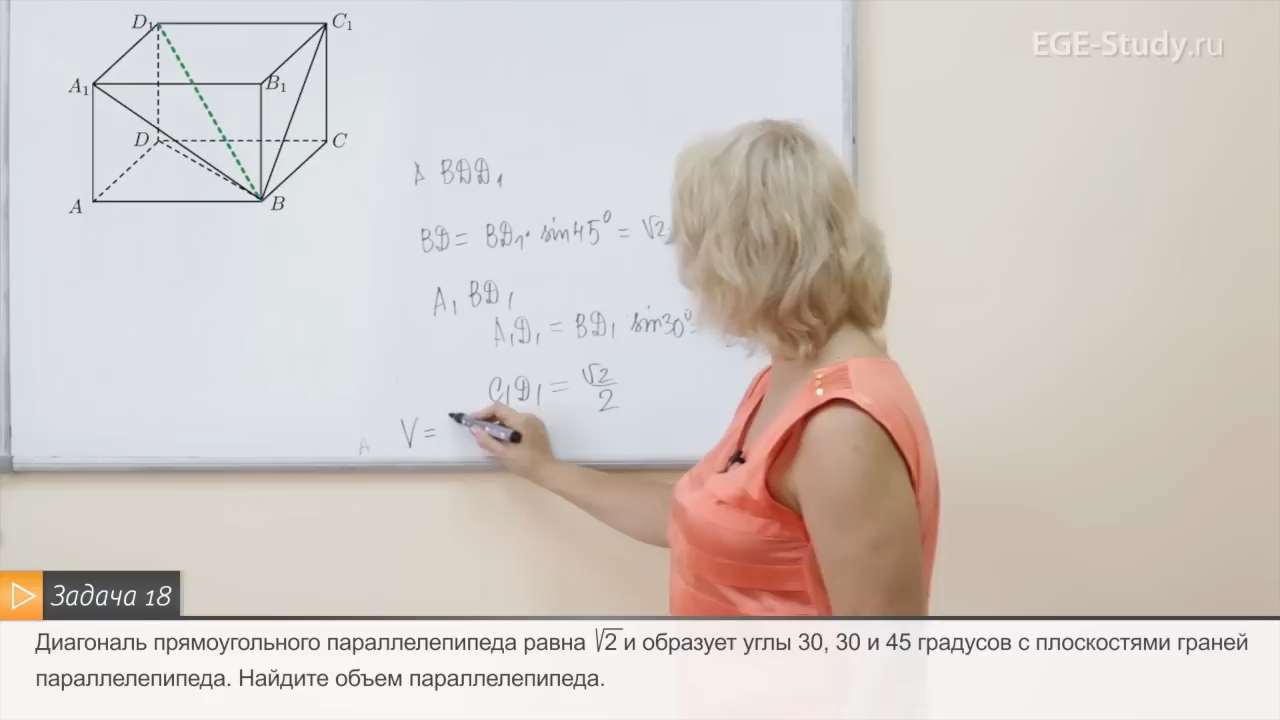 D₁ C₁
A₁ B₁
D C
A B
EGE-Study.ru
Δ BDD₁
BD = BD₁ · sin45° = √2
A₁BD₁
A₁D₁ = BD₁ sin30° =
C₁D₁ = √2/2
V =
Задача 18
Диагональ прямоугольного параллелепипеда равна √2 и образует углы 30, 30 и 45 градусов с плоскостями граней
параллелепипеда. Найдите объем параллелепипеда.